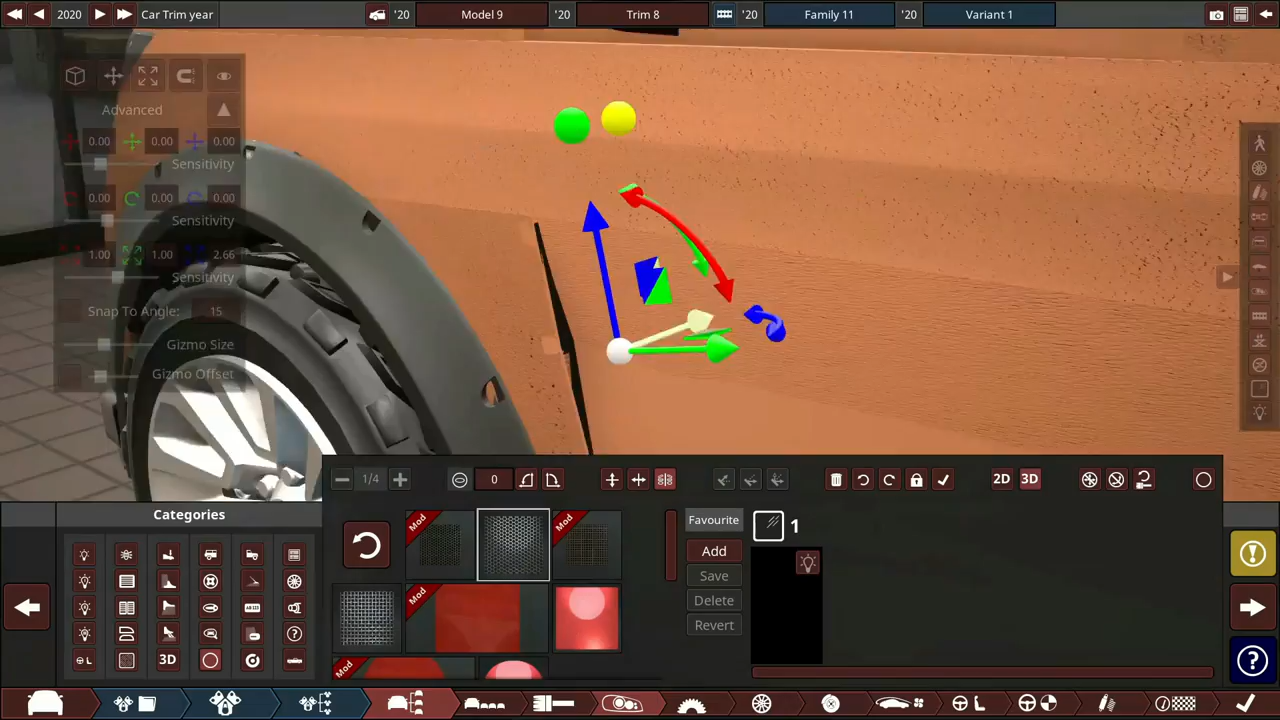 2020 Car Trim year '20 Model 9 '20 Trim 8 '20 Family 11 '20 Variant 1
Advanced
0.00 0.00 0.00
Sensitivity
0.00 0.00 0.00
Sensitivity
1.00 1.00 2.66
Sensitivity
Snap To Angle: 15
Gizmo Size
Gizmo Offset
1/4 0 2D 3D
Categories
Mod Mod
Favourite 1
Add
Save
Mod
Delete
Revert
3D
L
Mod